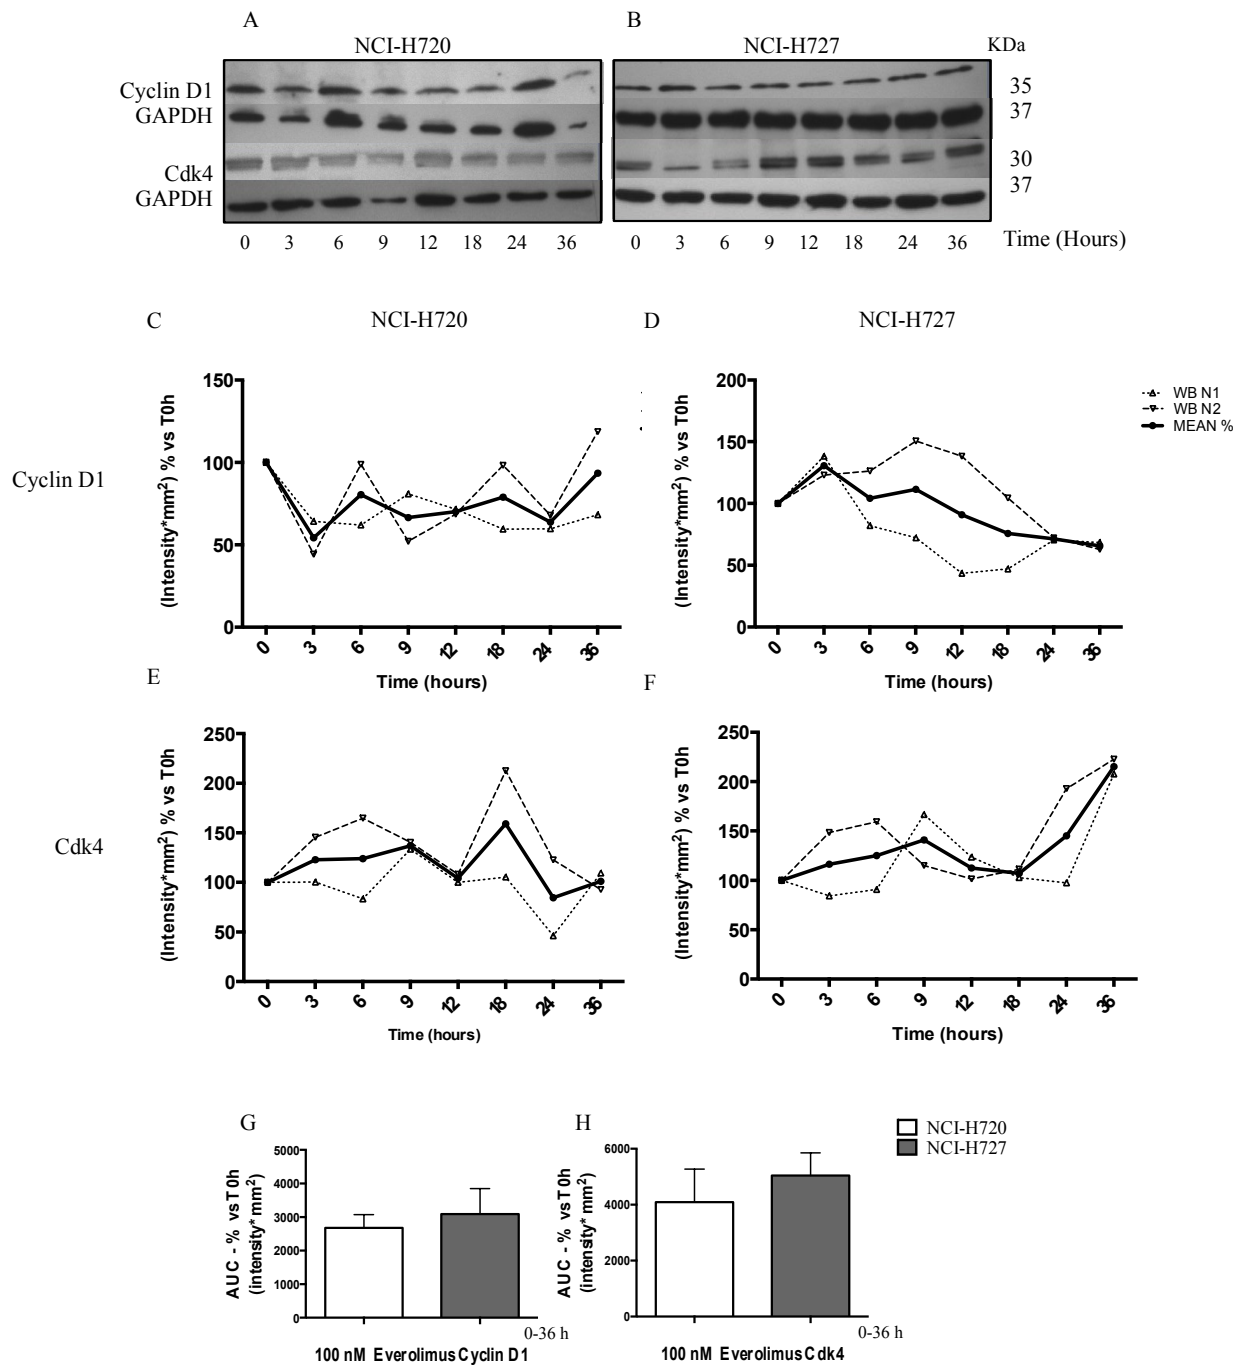 A B
NCI-H720 NCI-H727 KDa
Cyclin D1 35
GAPDH 37
Cdk4 30
GAPDH 37
0 3 6 9 12 18 24 36 0 3 6 9 12 18 24 36 Time (Hours)
C NCI-H720 D NCI-H727
Cyclin D1
(Intensity*mm2) % vs T0h
150
100
50
0
0 3 6 9 12 18 24 36
Time (hours)
(Intensity*mm2) % vs T0h
200
150
100
50
0
0 3 6 9 12 18 24 36
Time (hours)
WB N1
WB N2
MEAN %
E F
Cdk4
(Intensity*mm2) % vs T0h
250
200
150
100
50
0
0 3 6 9 12 18 24 36
Time (hours)
(Intensity*mm2) % vs T0h
250
200
150
100
50
0
0 3 6 9 12 18 24 36
Time (hours)
G H
NCI-H720
NCI-H727
AUC - % vs T0h
(intensity*mm2)
5000
4000
3000
2000
1000
0
0-36 h
100 nM Everolimus Cyclin D1
AUC - % vs T0h
(intensity*mm2)
6000
4000
2000
0
0-36 h
100 nM Everolimus Cdk4